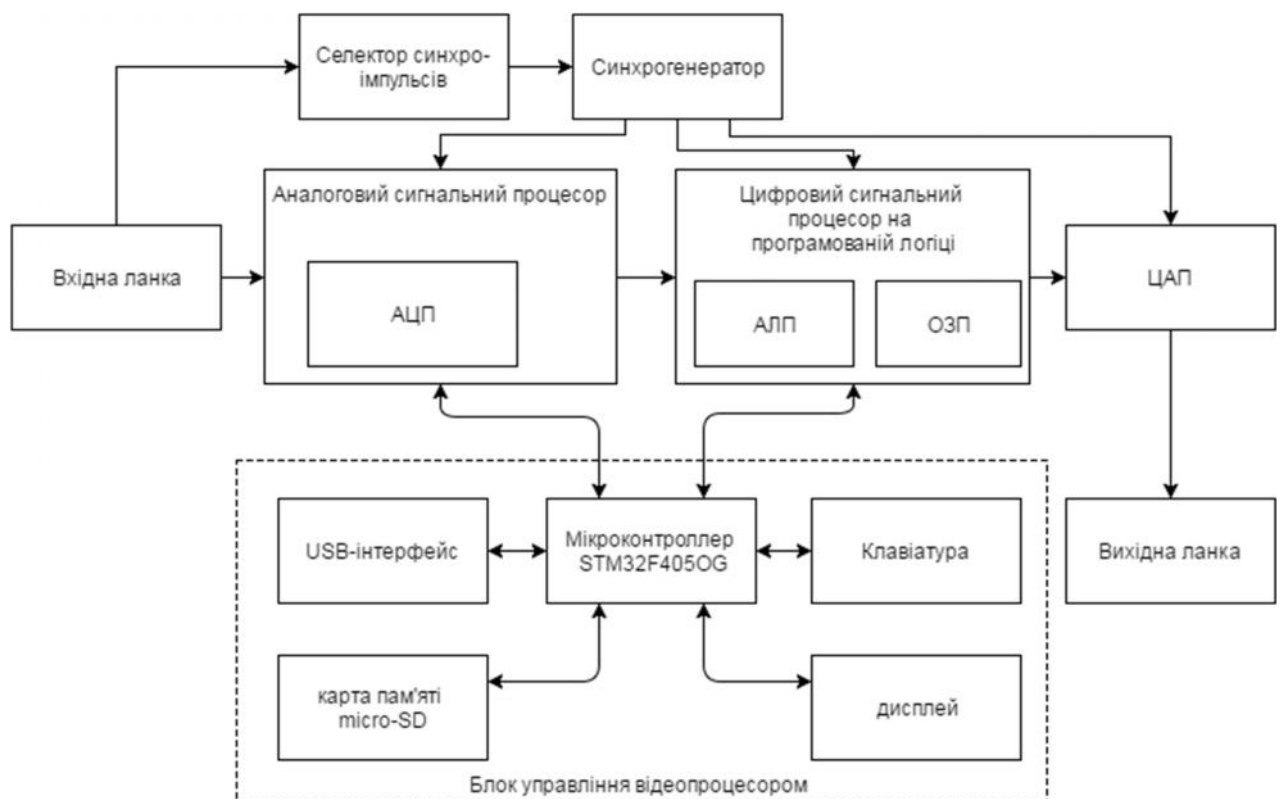 Селектор синхро-
імпульсів
Синхрогенератор
Аналоговий сигнальний процесор
Цифровий сигнальний
процесор на
програмованій логіці
Вхідна ланка
АЦП
АЛП
ОЗП
ЦАП
USB-інтерфейс
Мікроконтроллер
STM32F405OG
Клавіатура
Вихідна ланка
карта пам'яті
micro-SD
дисплей
Блок управління відеопроцесором